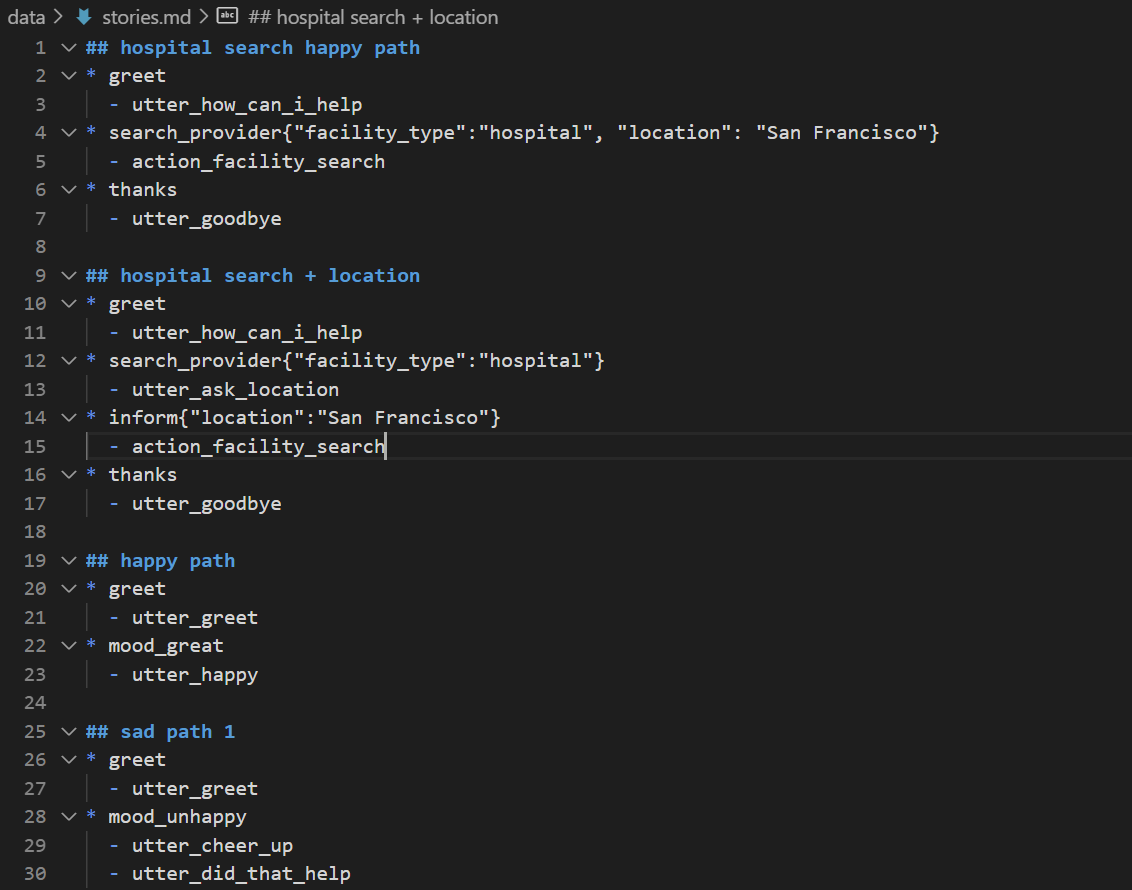 data > stories.md > abc ## hospital search + location
1 ## hospital search happy path
2 * greet
3 - utter_how_can_i_help
4 * search_provider{"facility_type":"hospital", "location": "San Francisco"}
5 - action_facility_search
6 * thanks
7 - utter_goodbye
8
9 ## hospital search + location
10 * greet
11 - utter_how_can_i_help
12 * search_provider{"facility_type":"hospital"}
13 - utter_ask_location
14 * inform{"location":"San Francisco"}
15 - action_facility_search
16 * thanks
17 - utter_goodbye
18
19 ## happy path
20 * greet
21 - utter_greet
22 * mood_great
23 - utter_happy
24
25 ## sad path 1
26 * greet
27 - utter_greet
28 * mood_unhappy
29 - utter_cheer_up
30 - utter_did_that_help